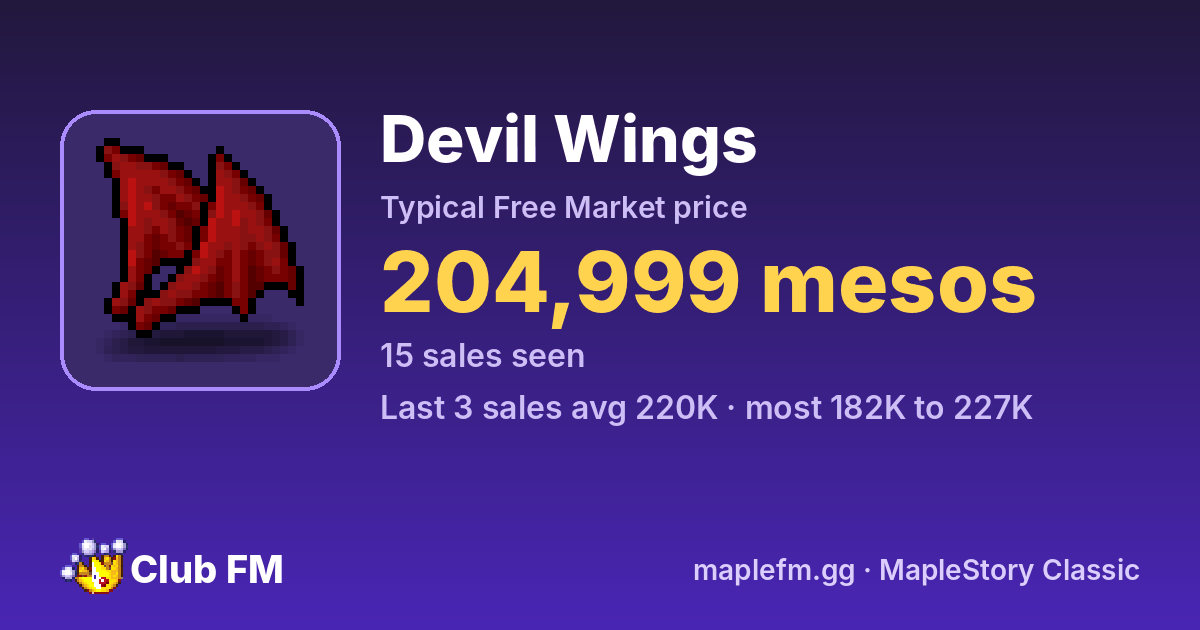 Devil Wings
Typical Free Market price
204,999 mesos
15 sales seen
Last 3 sales avg 220K · most 182K to 227K
Club FM
maplefm.gg · MapleStory Classic